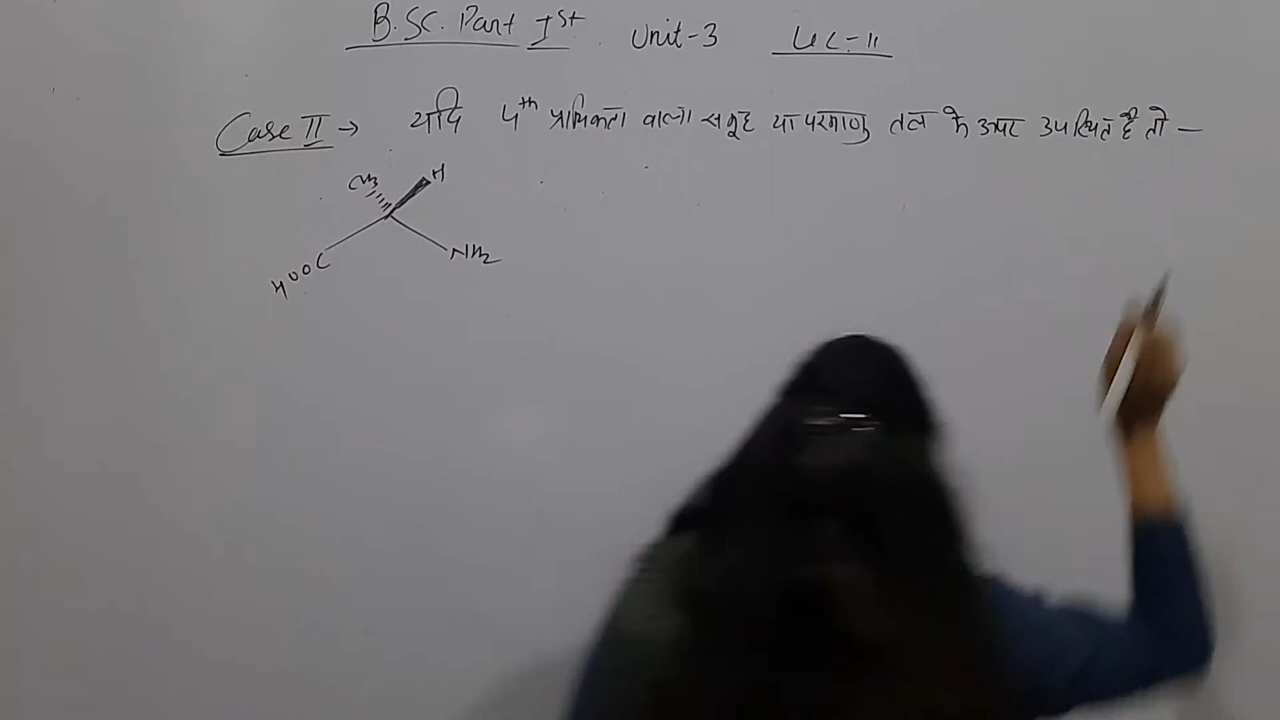 B.SC. Part Ist Unit-3 Lec-11
Case II → यदि 4th प्राथमिकता वाला समूह या परमाणु तल के ऊपर उपस्थित है तो —
CH3 H
HOOC NH2